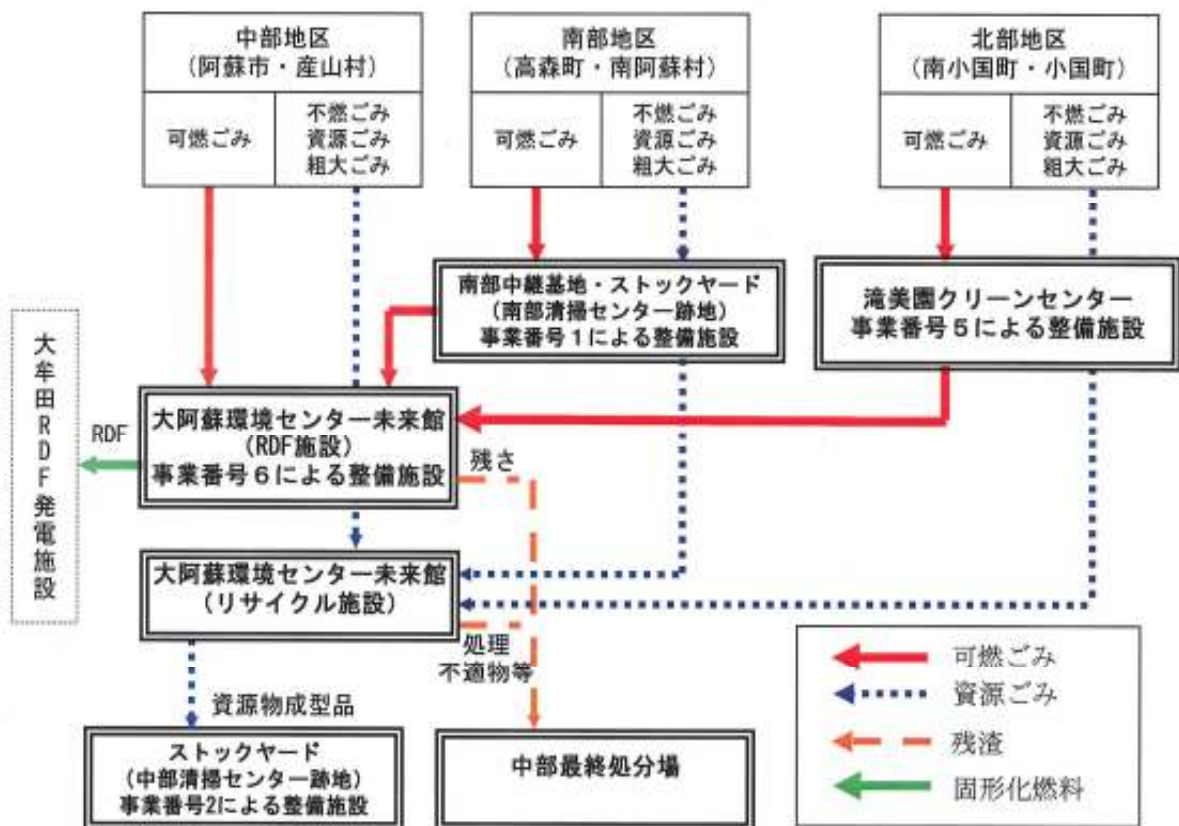 中部地区
(阿蘇市・産山村)
可燃ごみ
不燃ごみ
資源ごみ
粗大ごみ
南部地区
(高森町・南阿蘇村)
可燃ごみ
不燃ごみ
資源ごみ
粗大ごみ
北部地区
(南小国町・小国町)
可燃ごみ
不燃ごみ
資源ごみ
粗大ごみ
南部中継基地・ストックヤード
(南部清掃センター跡地)
事業番号1による整備施設
滝美園クリーンセンター
事業番号5による整備施設
大牟田RDF発電施設
RDF
大阿蘇環境センター未来館
(RDF施設)
事業番号6による整備施設
残さ
大阿蘇環境センター未来館
(リサイクル施設)
処理
不適物等
資源物成型品
ストックヤード
(中部清掃センター跡地)
事業番号2による整備施設
中部最終処分場
可燃ごみ
資源ごみ
残渣
固形化燃料